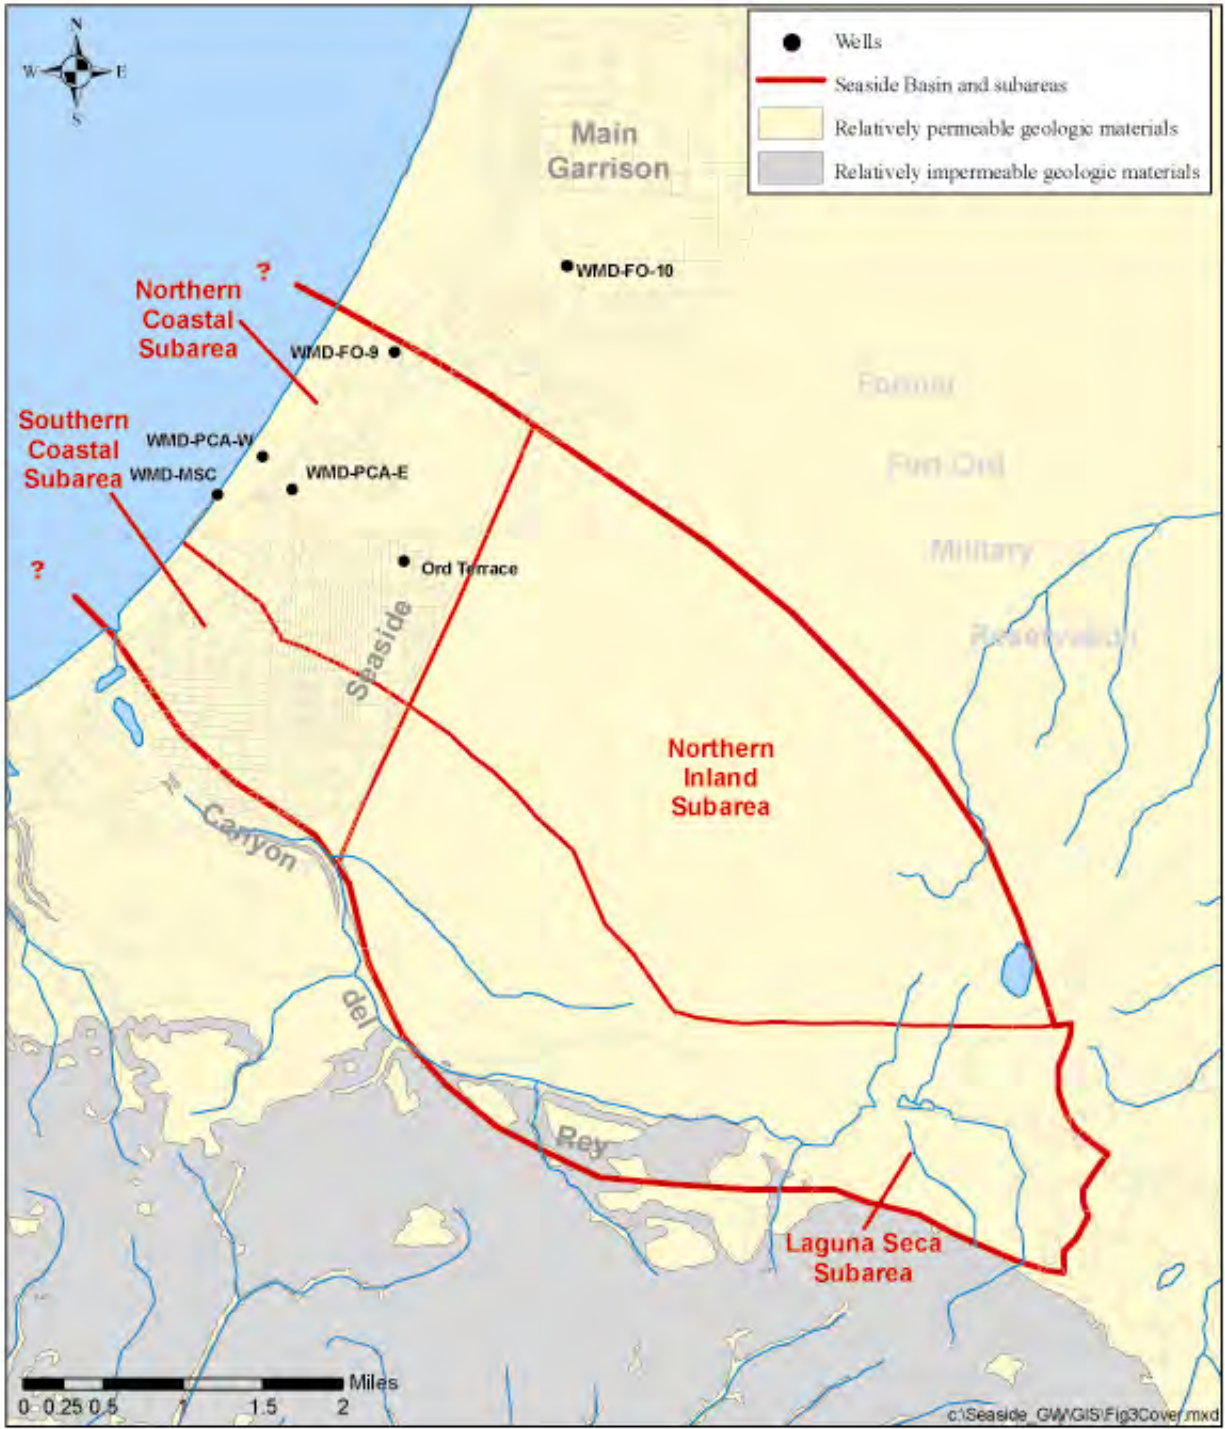 N
W E
S
Wells
Seaside Basin and subareas
Relatively permeable geologic materials
Relatively impermeable geologic materials
Main
Garrison
WMD-FO-10
?
Northern
Coastal
Subarea
WMD-FO-9
Former
Southern
Coastal
Subarea
WMD-PCA-W
WMD-MSC
WMD-PCA-E
Fort Ord
Military
?
Ord Terrace
Seaside
Reservation
Northern
Inland
Subarea
Canyon
del
Rey
Laguna Seca
Subarea
Miles
0 0.25 0.5 1 1.5 2
c:\Seaside_GW\GIS\Fig3Cover.mxd